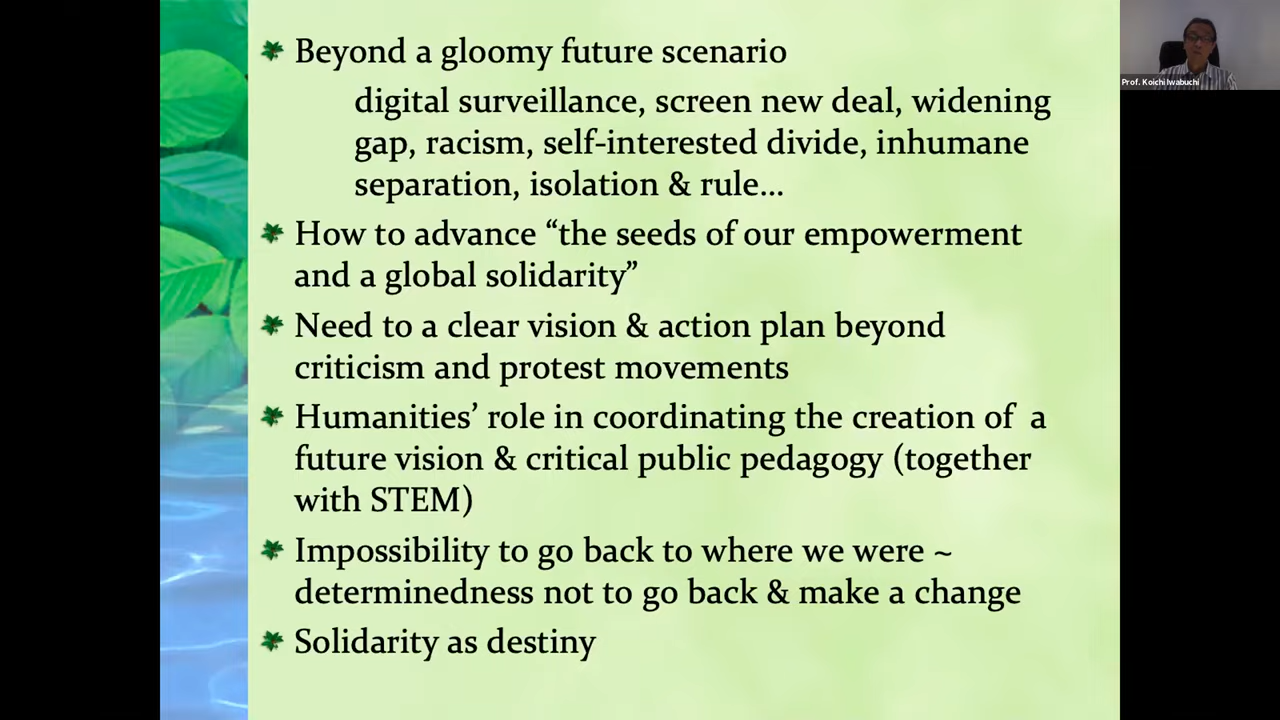 Beyond a gloomy future scenario
digital surveillance, screen new deal, widening
gap, racism, self-interested divide, inhumane
separation, isolation & rule...
How to advance “the seeds of our empowerment
and a global solidarity”
Need to a clear vision & action plan beyond
criticism and protest movements
Humanities’ role in coordinating the creation of a
future vision & critical public pedagogy (together
with STEM)
Impossibility to go back to where we were ~
determinedness not to go back & make a change
Solidarity as destiny
Prof. Koichi Iwabuchi